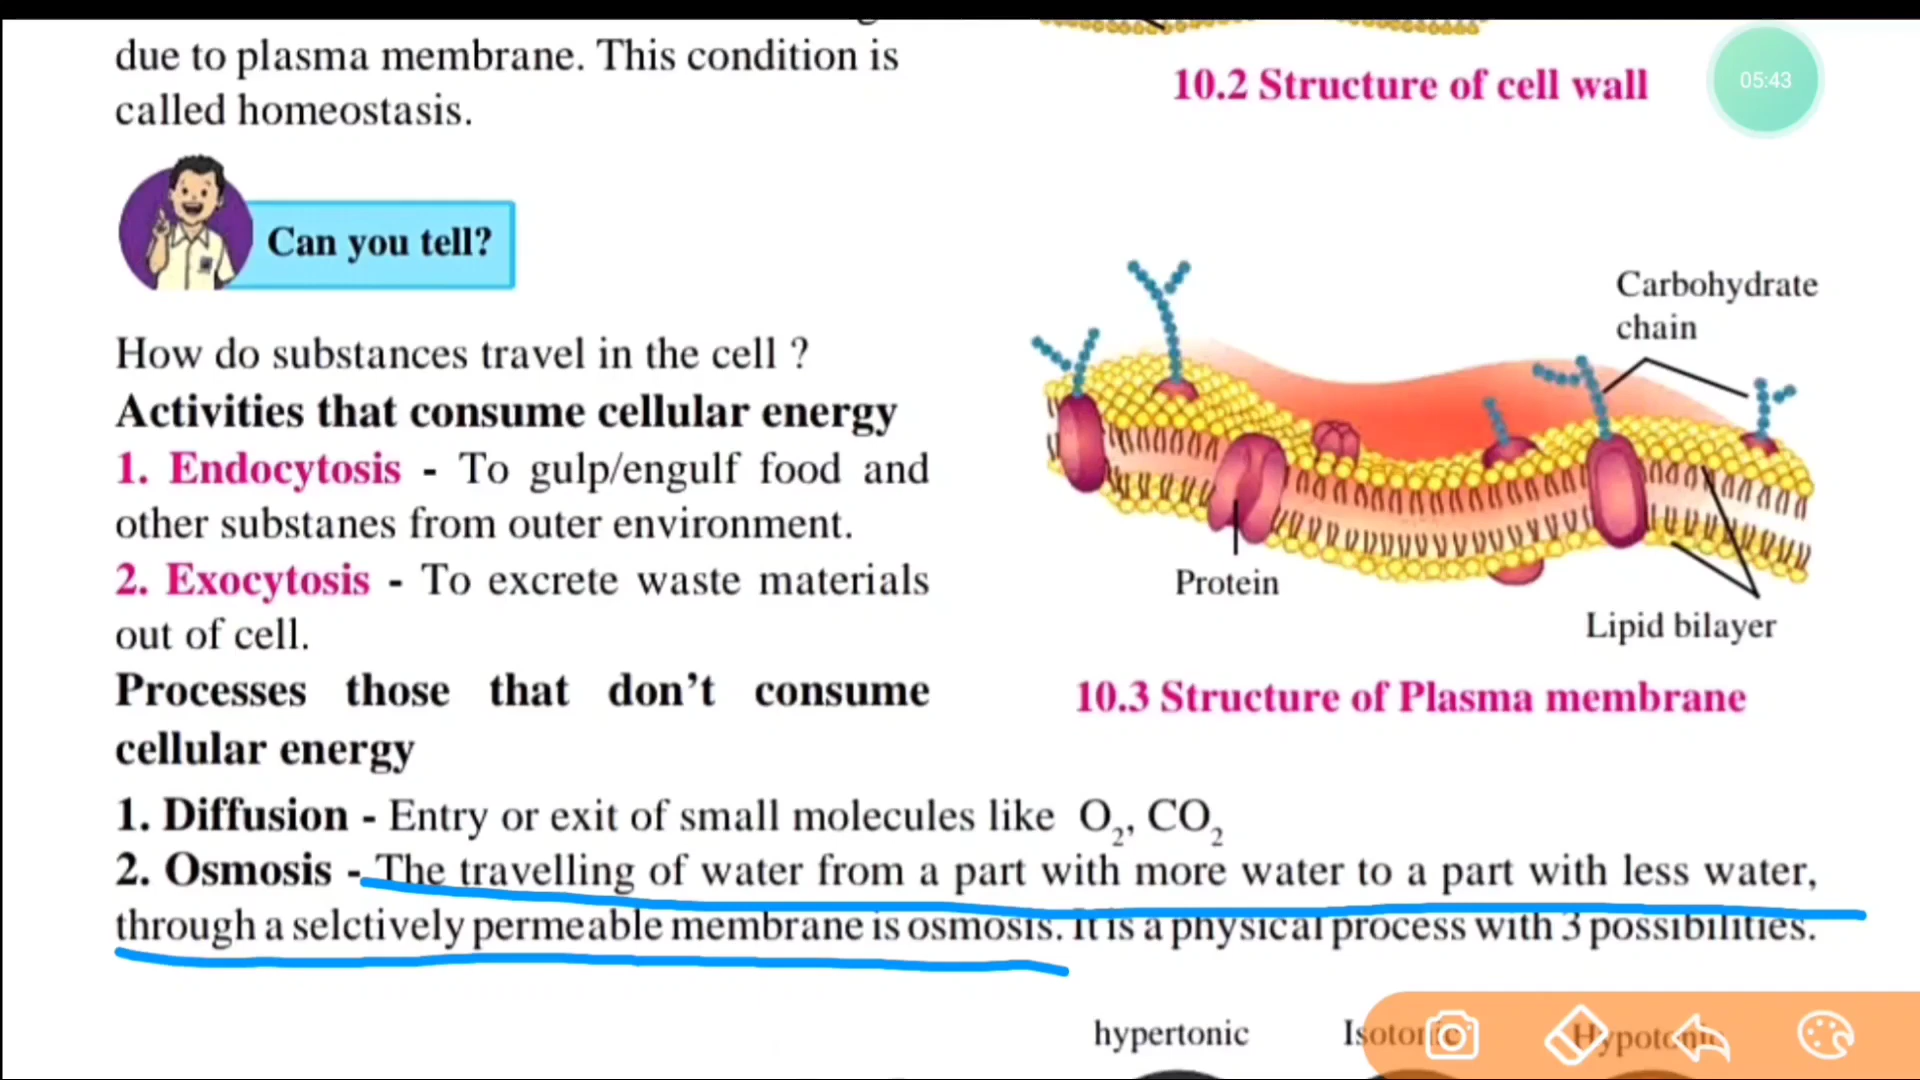 due to plasma membrane. This condition is
called homeostasis.
10.2 Structure of cell wall
05:43
Can you tell?
How do substances travel in the cell ?
Activities that consume cellular energy
1. Endocytosis - To gulp/engulf food and
other substanes from outer environment.
2. Exocytosis - To excrete waste materials
out of cell.
Processes those that don't consume
cellular energy
Carbohydrate
chain
Protein
Lipid bilayer
10.3 Structure of Plasma membrane
1. Diffusion - Entry or exit of small molecules like O₂, CO₂
2. Osmosis - The travelling of water from a part with more water to a part with less water,
through a selctively permeable membrane is osmosis. It is a physical process with 3 possibilities.
hypertonic Isotonic Hypotonic